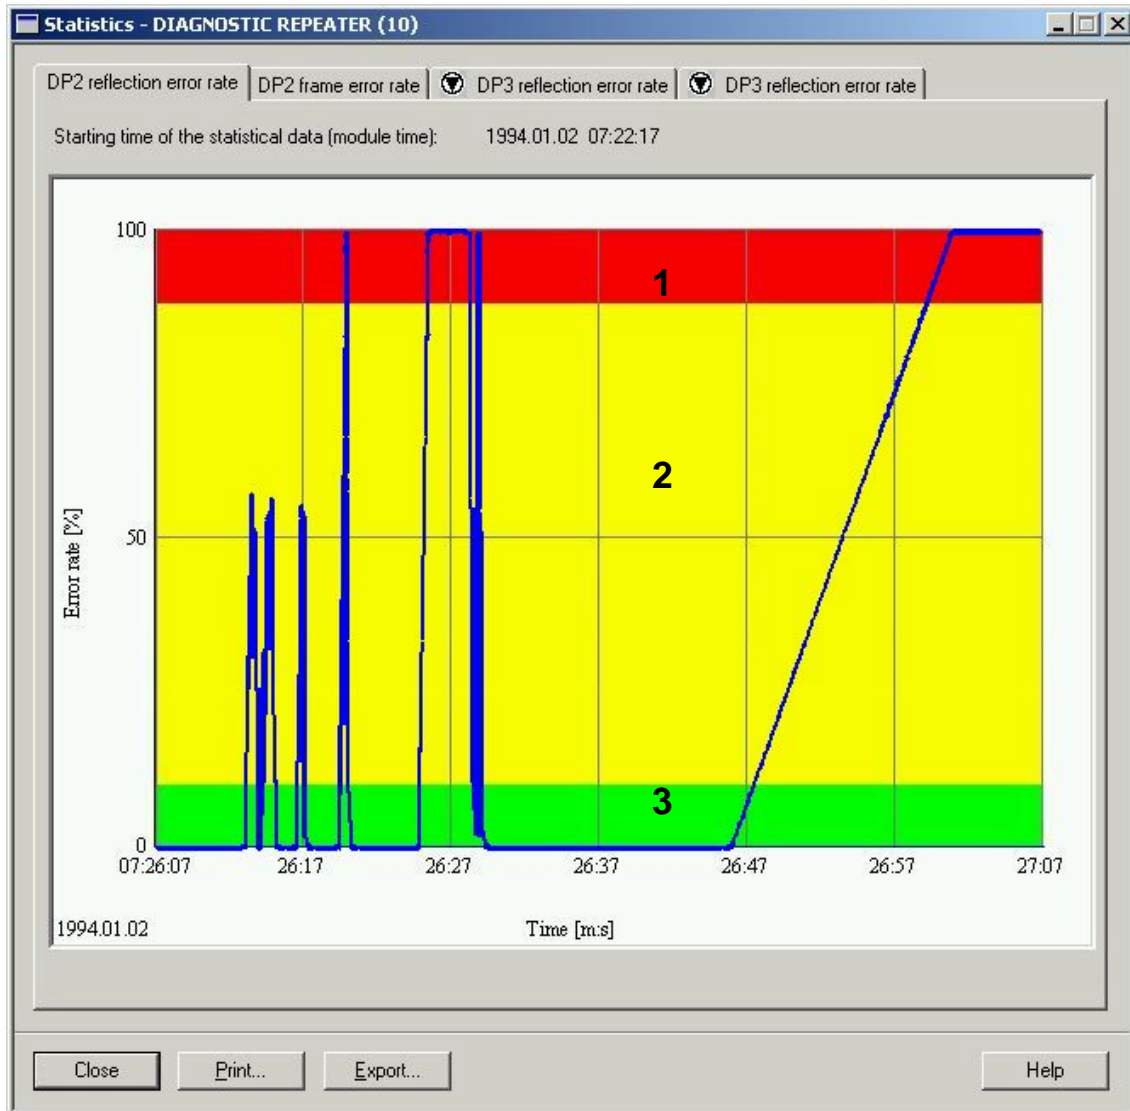 Statistics - DIAGNOSTIC REPEATER (10)
DP2 reflection error rate DP2 frame error rate DP3 reflection error rate DP3 reflection error rate
Starting time of the statistical data (module time): 1994.01.02 07:22:17
100
1
2
50
Error rate [%]
3
0
07:26:07 26:17 26:27 26:37 26:47 26:57 27:07
1994.01.02 Time [m:s]
Close Print... Export... Help